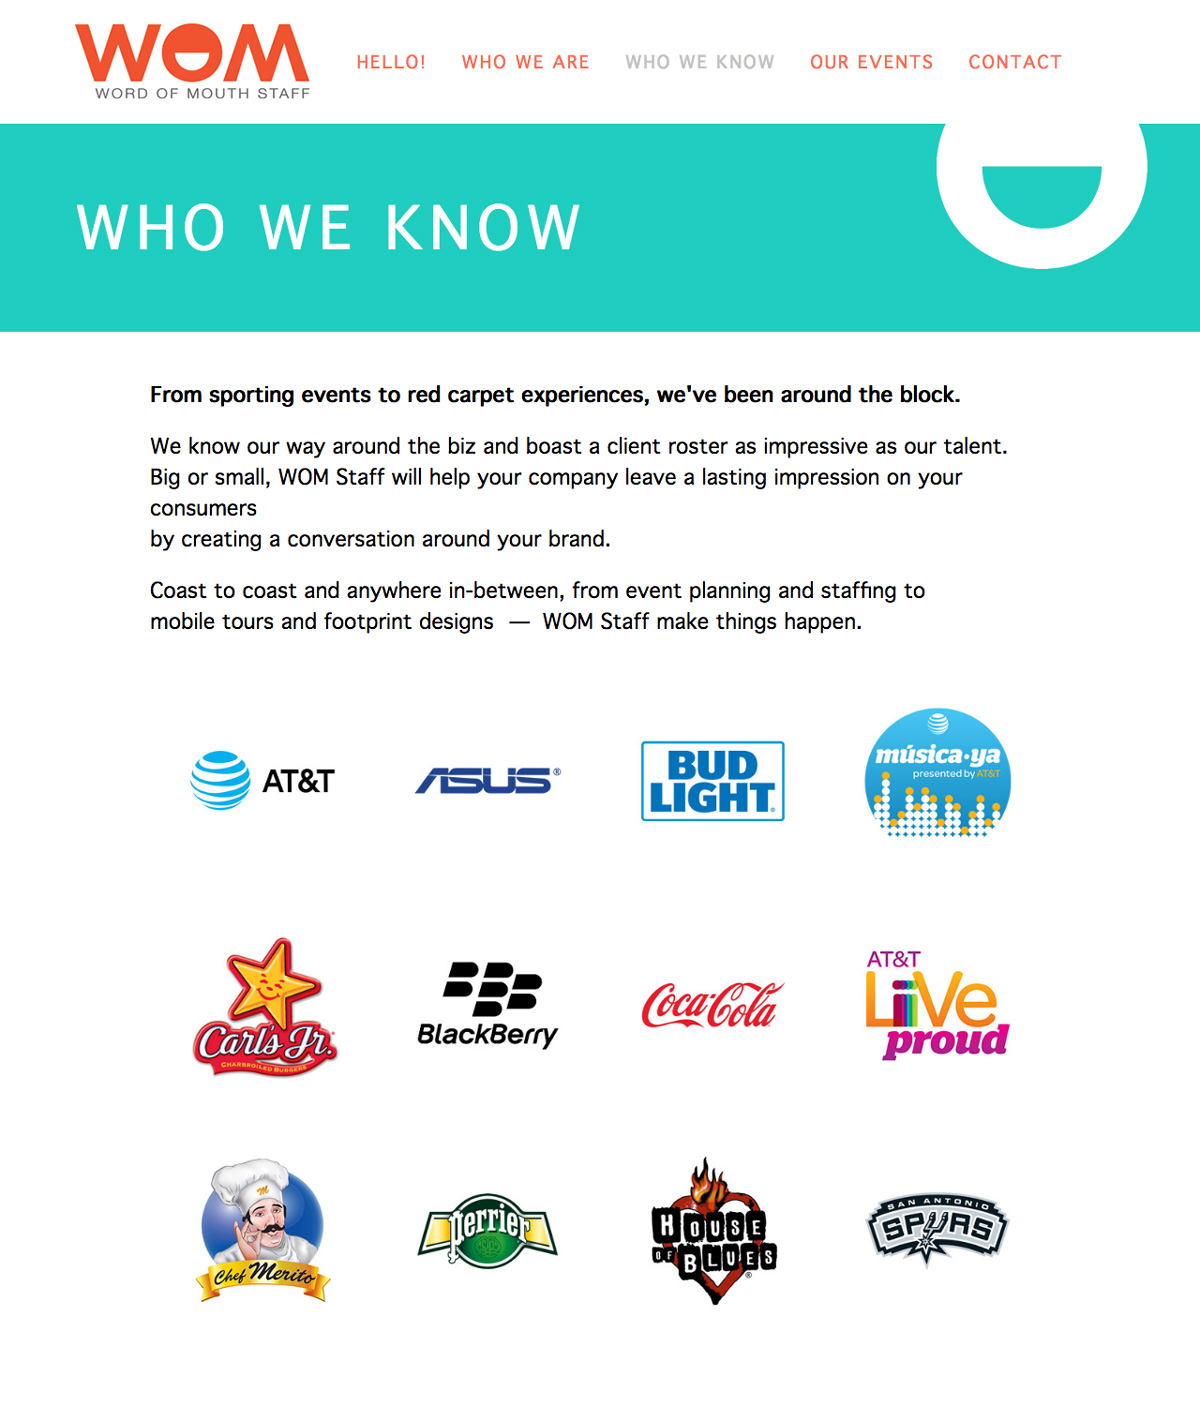 WOM
WORD OF MOUTH STAFF
HELLO! WHO WE ARE WHO WE KNOW OUR EVENTS CONTACT
WHO WE KNOW
From sporting events to red carpet experiences, we've been around the block.
We know our way around the biz and boast a client roster as impressive as our talent.
Big or small, WOM Staff will help your company leave a lasting impression on your
consumers
by creating a conversation around your brand.
Coast to coast and anywhere in-between, from event planning and staffing to
mobile tours and footprint designs — WOM Staff make things happen.
AT&T
ASUS®
BUD
LIGHT®
música·ya
presented by AT&T
Carl's Jr.
CHARBROILED BURGERS
BlackBerry
Coca-Cola
AT&T
LiVe
proud
M
Chef Merito
perrier
HOUSE
OF BLUES®
SAN ANTONIO
SPURS